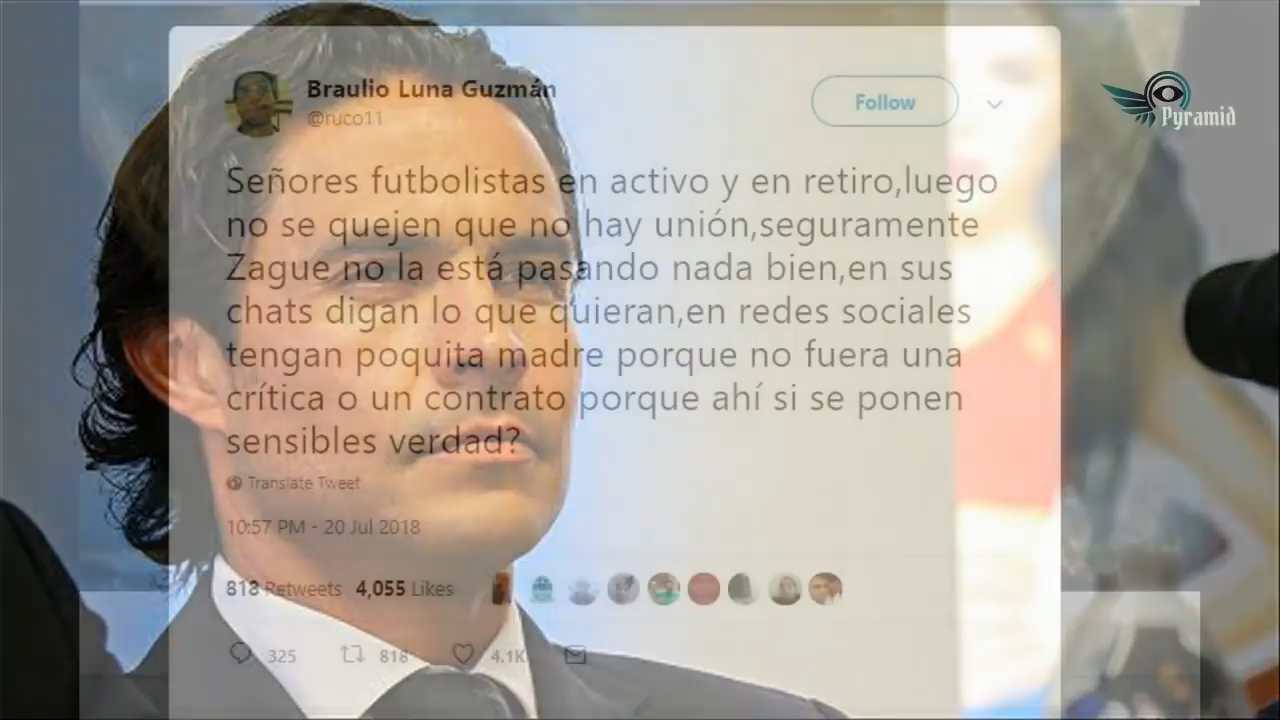 Braulio Luna Guzmán
@ruco11
Follow
Pyramid
Señores futbolistas en activo y en retiro,luego
no se quejen que no hay unión,seguramente
Zague no la está pasando nada bien,en sus
chats digan lo que quieran,en redes sociales
tengan poquita madre porque no fuera una
crítica o un contrato porque ahí si se ponen
sensibles verdad?
Translate Tweet
10:57 PM - 20 Jul 2018
818 Retweets 4,055 Likes
325 818 4.1K